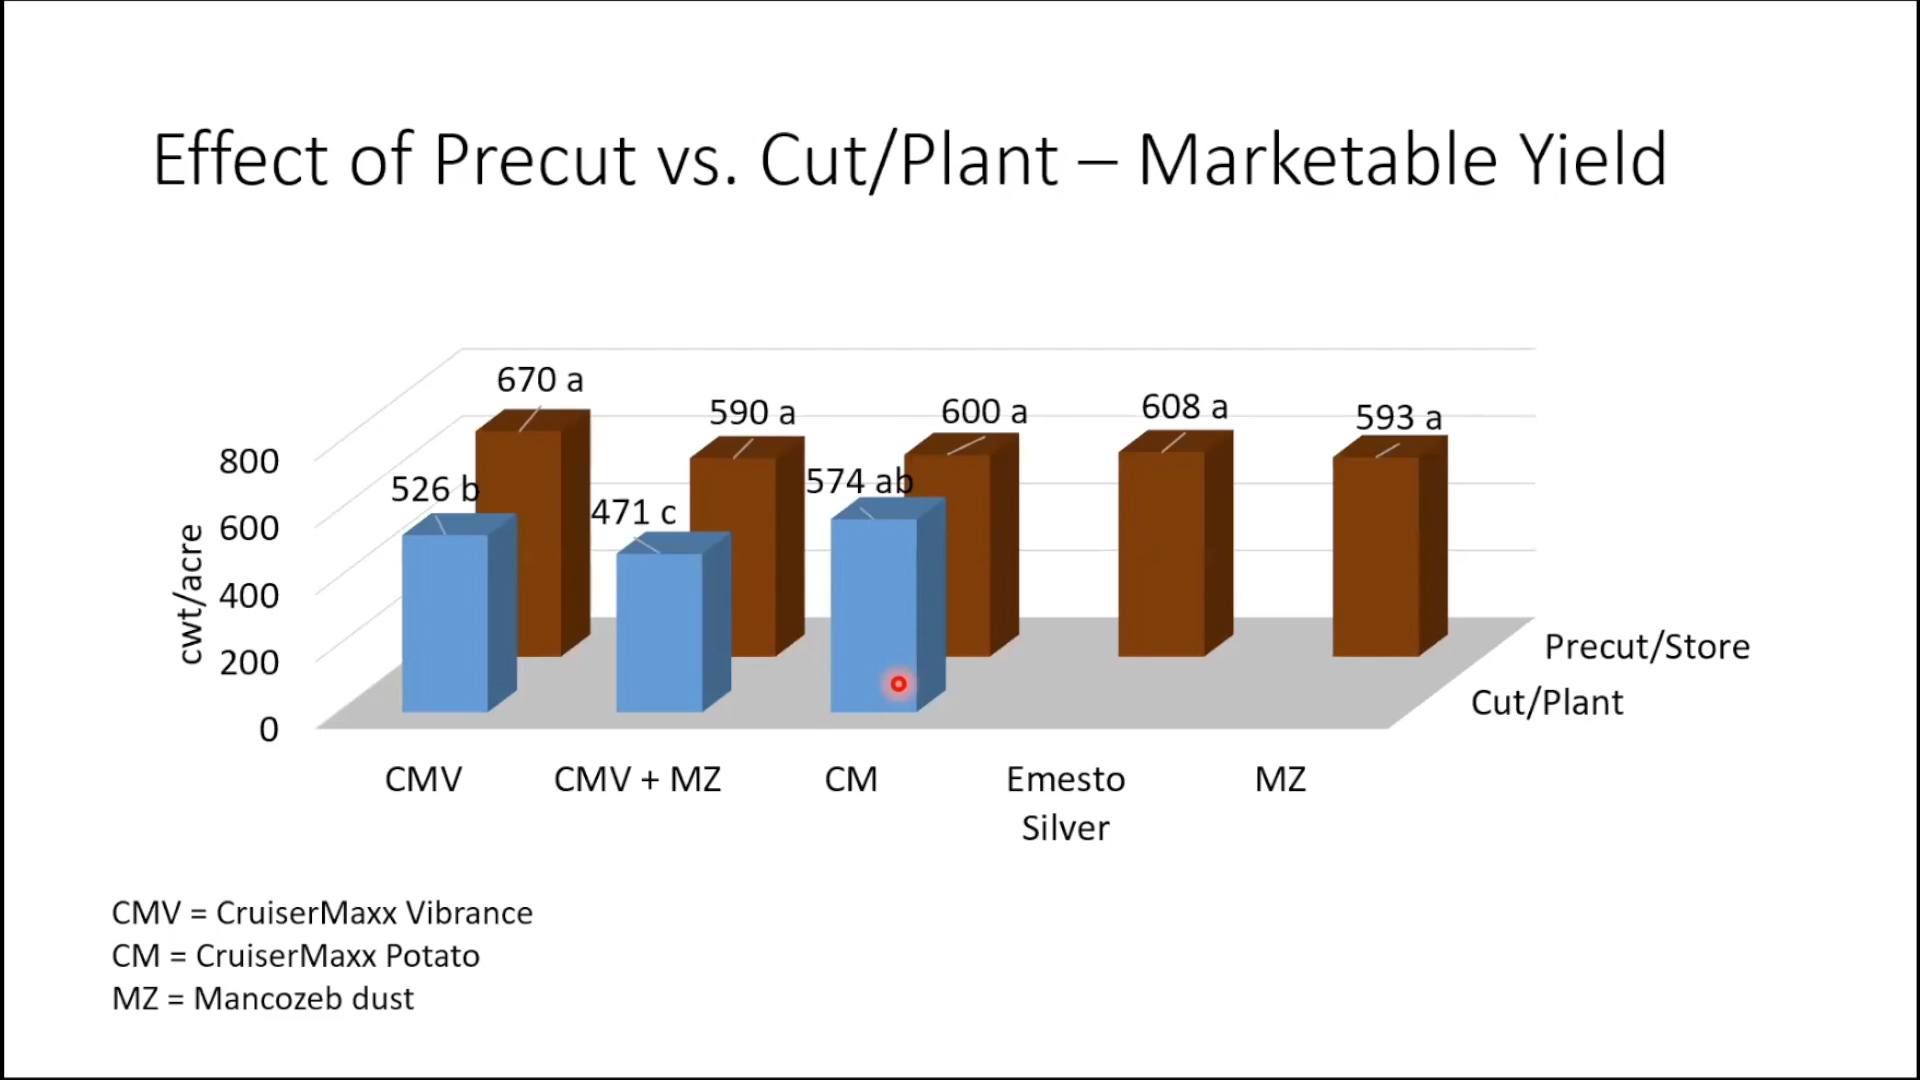 Effect of Precut vs. Cut/Plant – Marketable Yield
670 a
590 a
600 a
608 a
593 a
526 b
471 c
574 ab
cwt/acre
800
600
400
200
0
Precut/Store
Cut/Plant
CMV
CMV + MZ
CM
Emesto
Silver
MZ
CMV = CruiserMaxx Vibrance
CM = CruiserMaxx Potato
MZ = Mancozeb dust